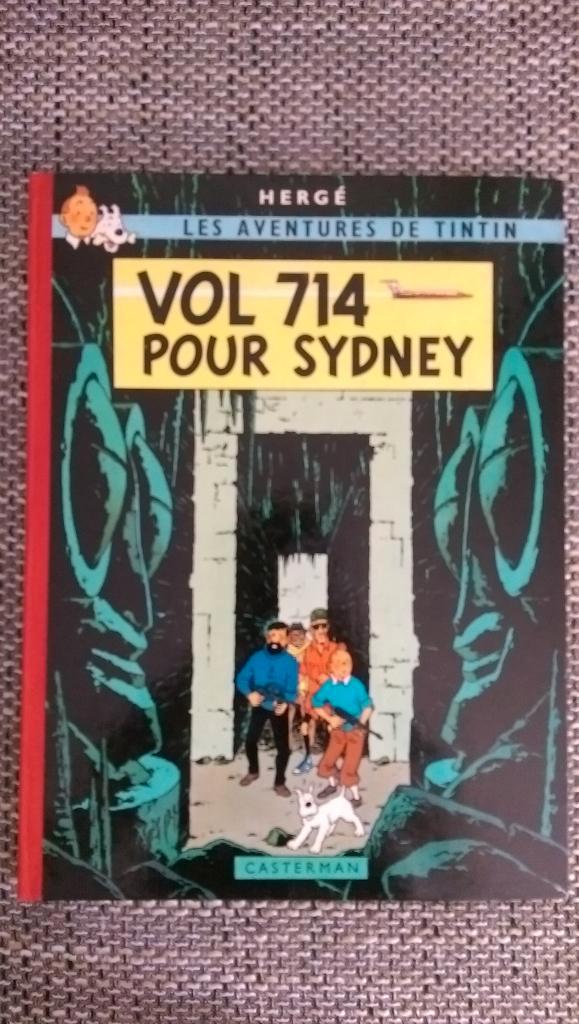 HERGÉ
LES AVENTURES DE TINTIN
VOL 714
POUR SYDNEY
CASTERMAN